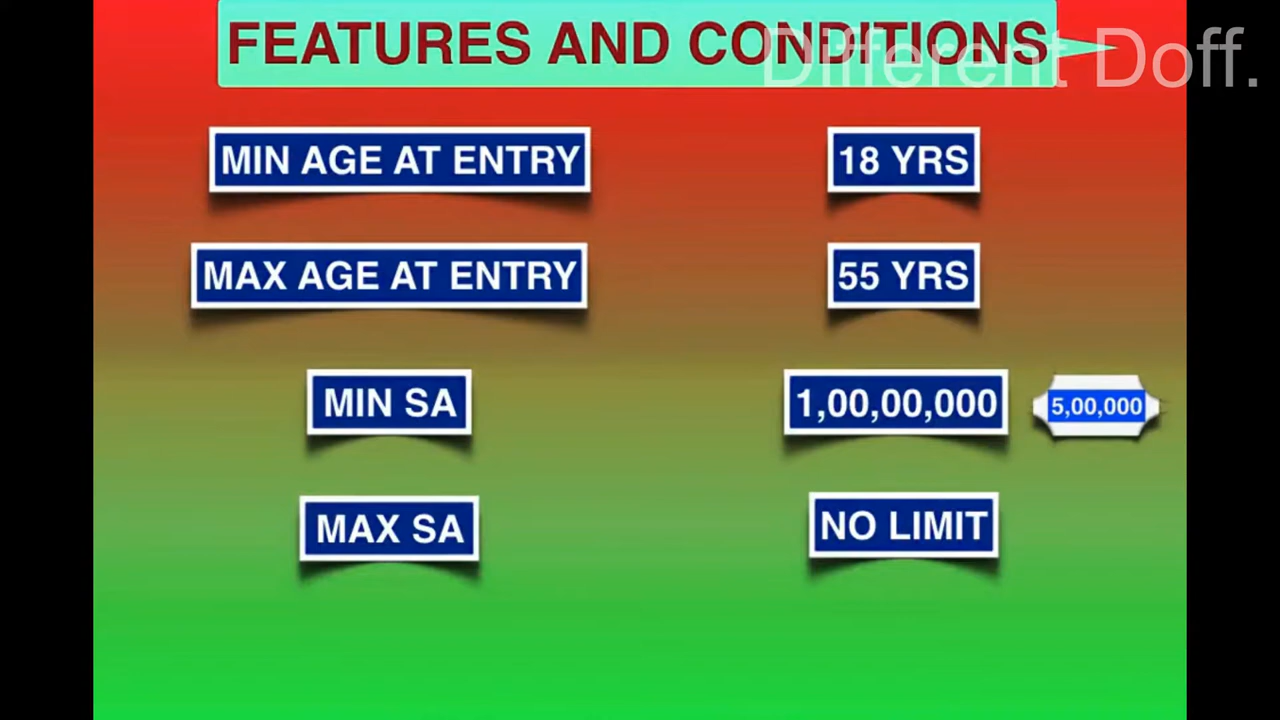 FEATURES AND CONDITIONS
Different Doff.
MIN AGE AT ENTRY 18 YRS
MAX AGE AT ENTRY 55 YRS
MIN SA 1,00,00,000 5,00,000
MAX SA NO LIMIT